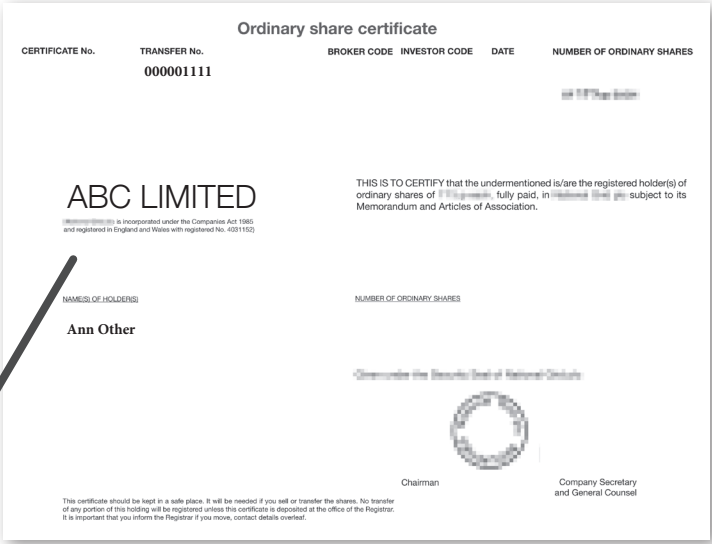 Ordinary share certificate
CERTIFICATE No. TRANSFER No. BROKER CODE INVESTOR CODE DATE NUMBER OF ORDINARY SHARES
000001111
ABC LIMITED
is incorporated under the Companies Act 1985
and registered in England and Wales with registered No. 4031152)
THIS IS TO CERTIFY that the undermentioned is/are the registered holder(s) of
ordinary shares of , fully paid, in subject to its
Memorandum and Articles of Association.
NAME(S) OF HOLDER(S)
NUMBER OF ORDINARY SHARES
Ann Other
Chairman
Company Secretary
and General Counsel
This certificate should be kept in a safe place. It will be needed if you sell or transfer the shares. No transfer
of any portion of this holding will be registered unless this certificate is deposited at the office of the Registrar.
It is important that you inform the Registrar if you move, contact details overleaf.